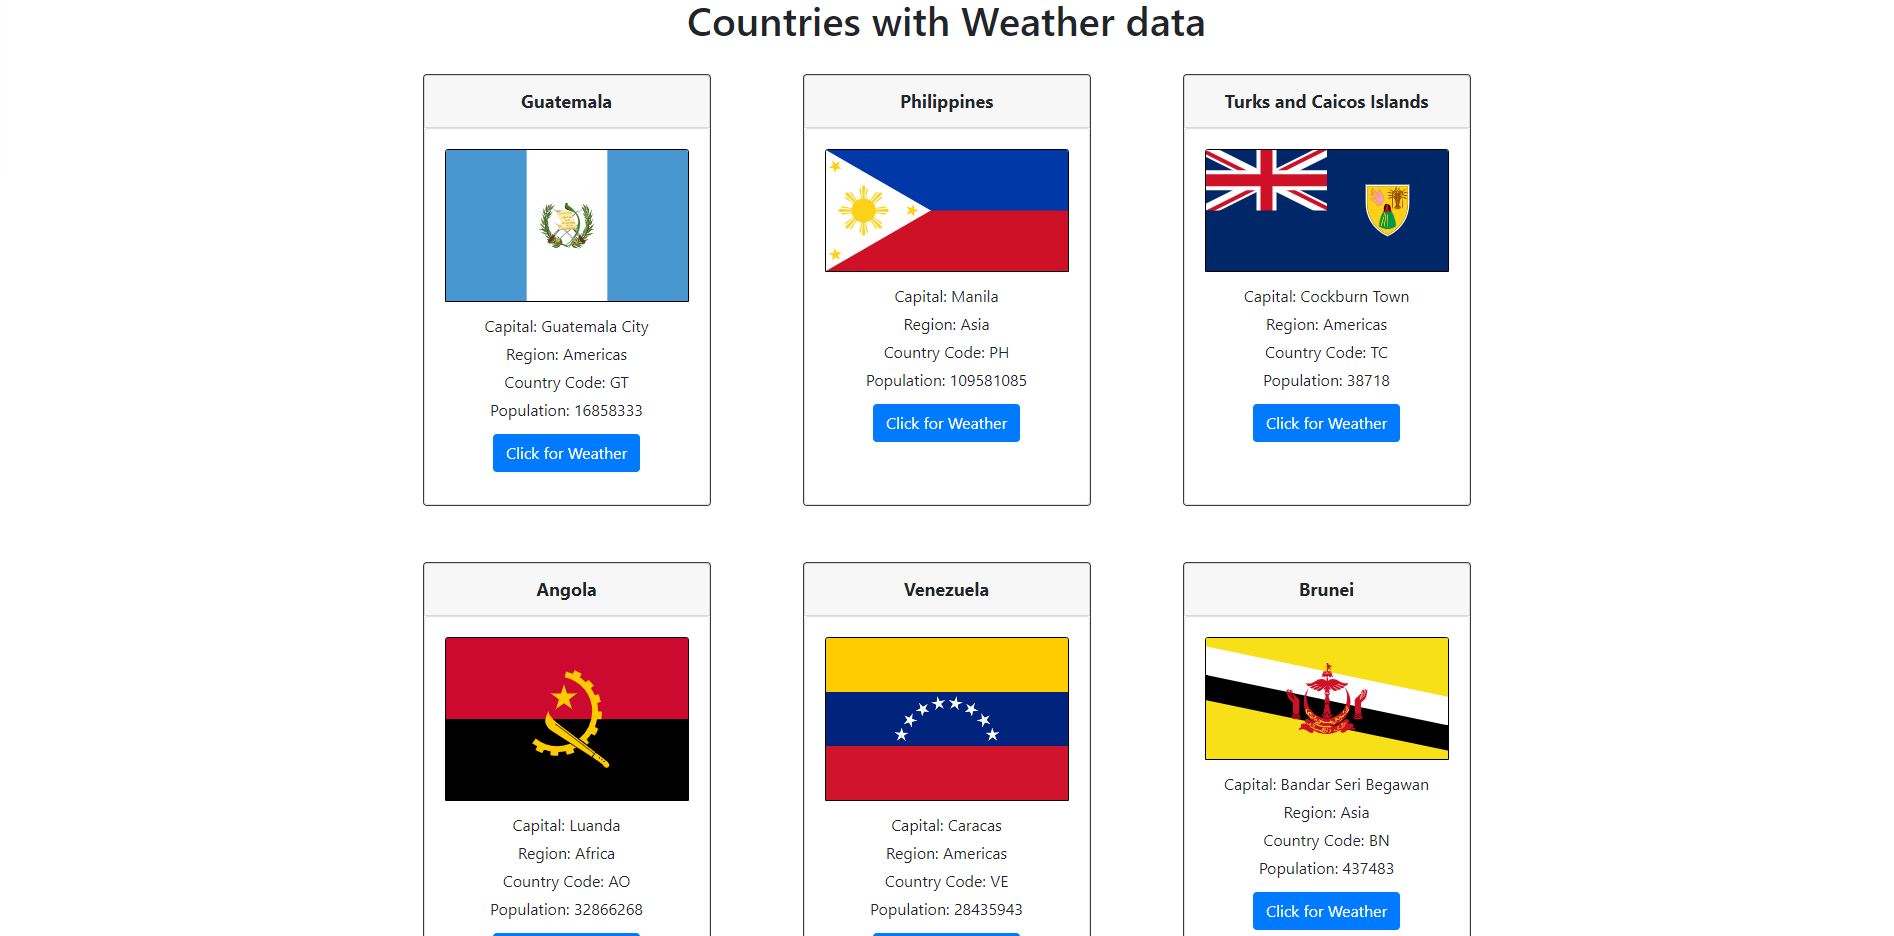 Countries with Weather data
Guatemala
Capital: Guatemala City
Region: Americas
Country Code: GT
Population: 16858333
Click for Weather
Philippines
Capital: Manila
Region: Asia
Country Code: PH
Population: 109581085
Click for Weather
Turks and Caicos Islands
Capital: Cockburn Town
Region: Americas
Country Code: TC
Population: 38718
Click for Weather
Angola
Capital: Luanda
Region: Africa
Country Code: AO
Population: 32866268
Venezuela
Capital: Caracas
Region: Americas
Country Code: VE
Population: 28435943
Brunei
Capital: Bandar Seri Begawan
Region: Asia
Country Code: BN
Population: 437483
Click for Weather